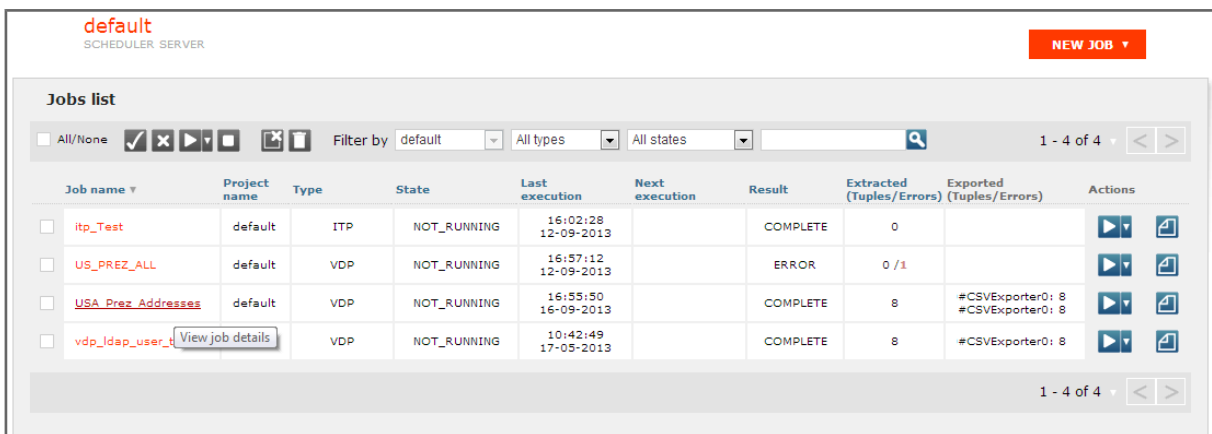 default
SCHEDULER SERVER
NEW JOB
Jobs list
All/None Filter by default All types All states 1 - 4 of 4 < >
Job name Project name Type State Last execution Next execution Result Extracted (Tuples/Errors) Exported (Tuples/Errors) Actions
itp_Test default ITP NOT_RUNNING 16:02:28 12-09-2013 COMPLETE 0
US_PREZ_ALL default VDP NOT_RUNNING 16:57:12 12-09-2013 ERROR 0 /1
USA_Prez_Addresses default VDP NOT_RUNNING 16:55:50 16-09-2013 COMPLETE 8 #CSVExporter0: 8 #CSVExporter0: 8
vdp_ldap_user_t VDP NOT_RUNNING 10:42:49 17-05-2013 COMPLETE 8 #CSVExporter0: 8
View job details
1 - 4 of 4 < >